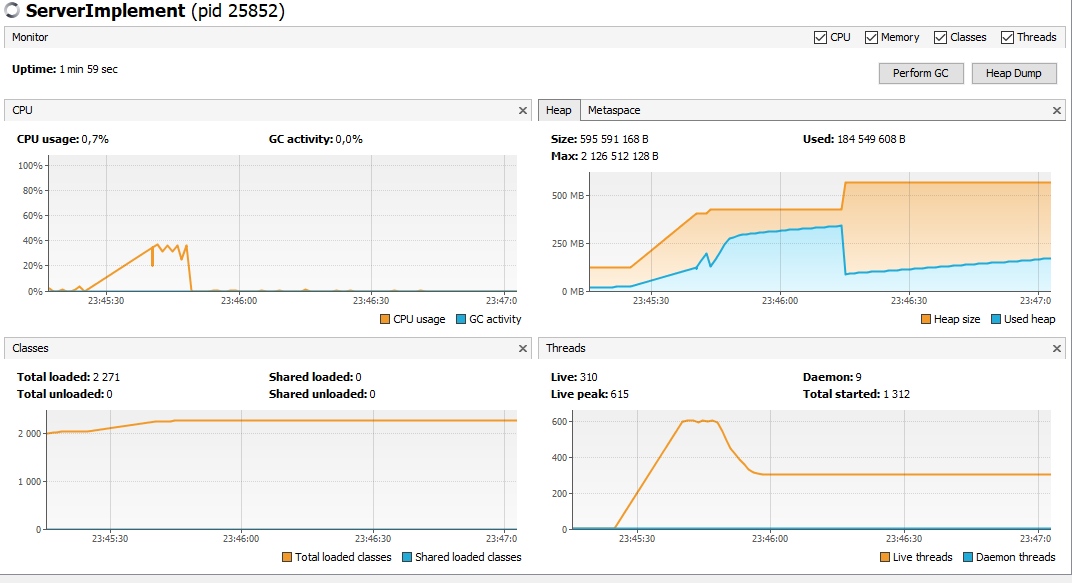 ServerImplement (pid 25852)
Monitor
CPU Memory Classes Threads
Uptime: 1 min 59 sec
Perform GC Heap Dump
CPU
CPU usage: 0,7% GC activity: 0,0%
100%
80%
60%
40%
20%
0%
23:45:30 23:46:00 23:46:30 23:47:0
CPU usage GC activity
Heap Metaspace
Size: 595 591 168 B Used: 184 549 608 B
Max: 2 126 512 128 B
500 MB
250 MB
0 MB
23:45:30 23:46:00 23:46:30 23:47:0
Heap size Used heap
Classes
Total loaded: 2 271 Shared loaded: 0
Total unloaded: 0 Shared unloaded: 0
2 000
1 000
0
23:45:30 23:46:00 23:46:30 23:47:0
Total loaded classes Shared loaded classes
Threads
Live: 310 Daemon: 9
Live peak: 615 Total started: 1 312
600
400
200
0
23:45:30 23:46:00 23:46:30 23:47:0
Live threads Daemon threads